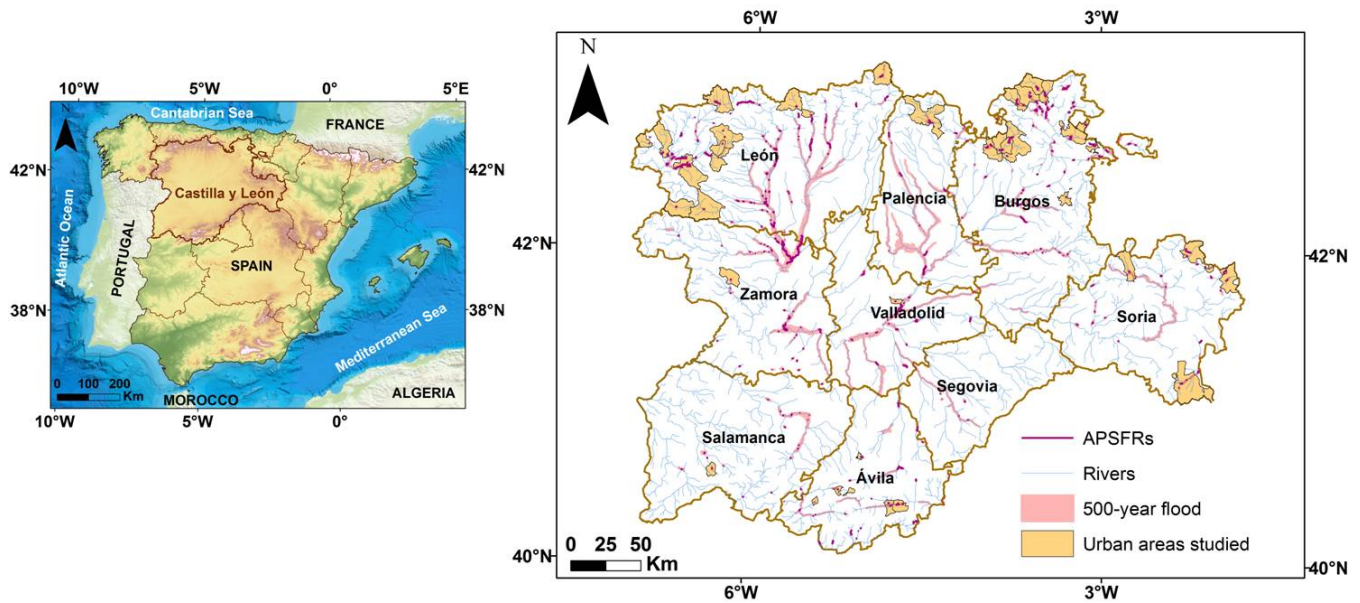 10°W 5°W 0° 5°E
N
Cantabrian Sea
FRANCE
42°N
42°N
Castilla y León
Atlantic Ocean
PORTUGAL
SPAIN
38°N
38°N
Mediterranean Sea
0 100 200
Km
MOROCCO
ALGERIA
10°W 5°W 0°
6°W 3°W
N
León
Palencia
Burgos
42°N
42°N
Zamora
Valladolid
Soria
Segovia
Salamanca
Ávila
APSFRs
Rivers
500-year flood
Urban areas studied
0 25 50
Km
40°N
40°N
6°W 3°W